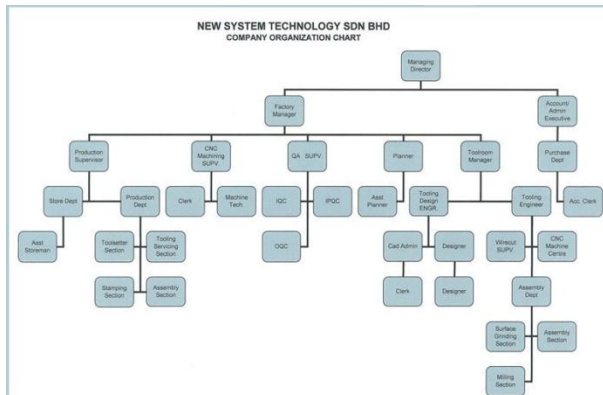 NEW SYSTEM TECHNOLOGY SDN BHD
COMPANY ORGANIZATION CHART
Managing
Director
Factory
Manager
Account/
Admin
Executive
Production
Supervisor
CNC
Machining
SUPV.
QA SUPV.
Planner
Toolroom
Manager
Purchase
Dept
Store Dept
Production
Dept
Clerk
Machine
Tech.
IQC
IPQC
Asst
Planner
Tooling
Design
ENGR.
Tooling
Engineer
Acc. Clerk
Asst
Storeman
Toolsetter
Section
Tooling
Servicing
Section
OQC
Cad Admin
Designer
Wirecut
SUPV.
CNC
Machine
Centre
Stamping
Section
Assembly
Section
Clerk
Designer
Assembly
Dept
Surface
Grinding
Section
Assembly
Section
Milling
Section